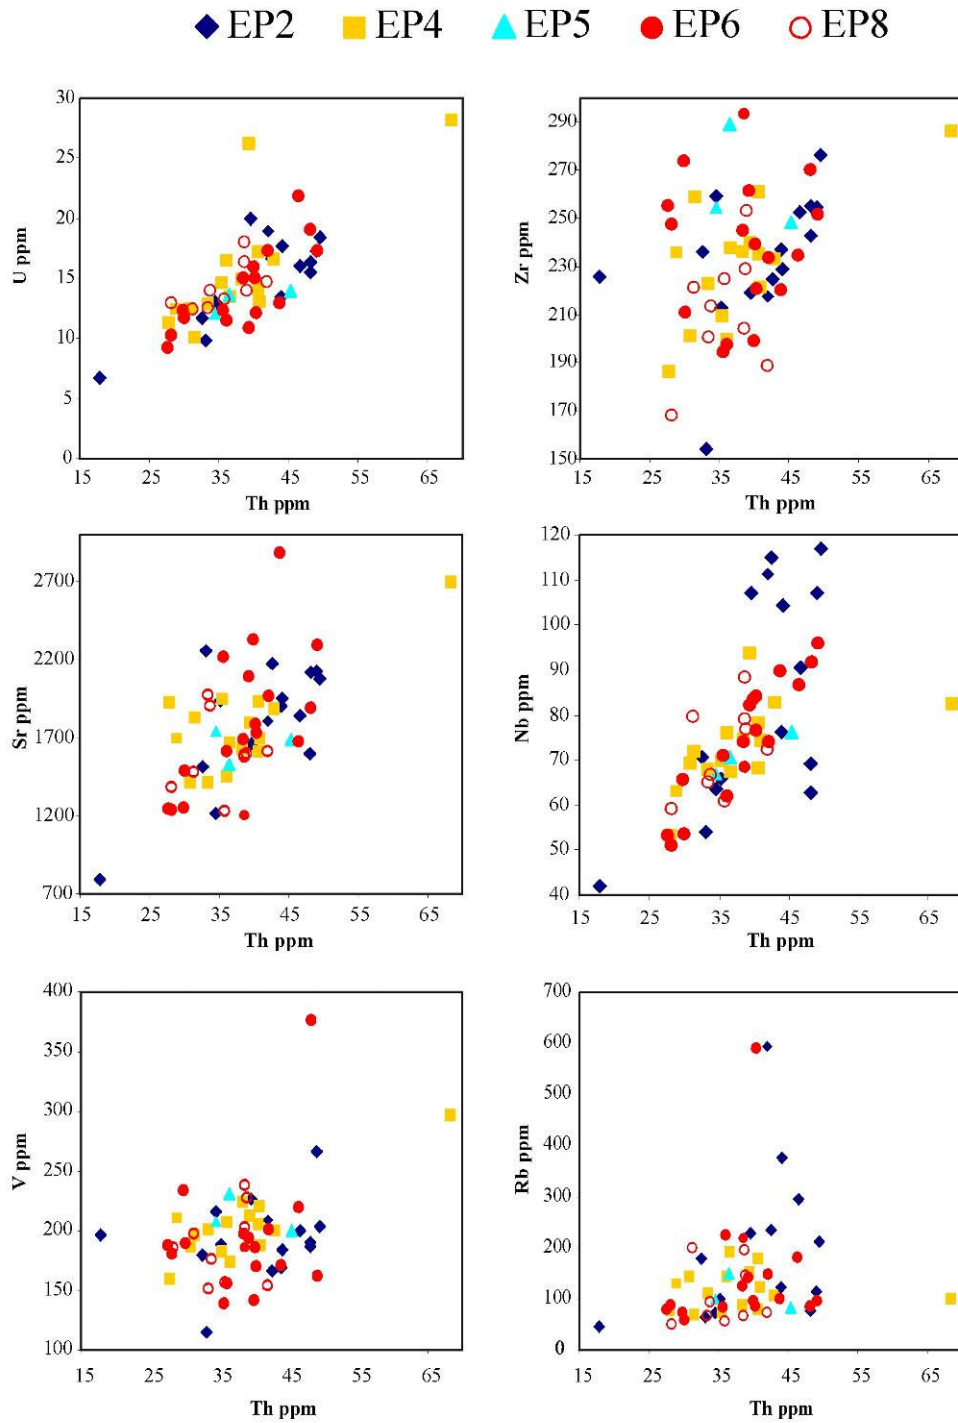 EP2 EP4 EP5 EP6 EP8
30
25
20
15
10
5
0
U ppm
15 25 35 45 55 65
Th ppm
290
270
250
230
210
190
170
150
Zr ppm
15 25 35 45 55 65
Th ppm
2700
2200
1700
1200
700
Sr ppm
15 25 35 45 55 65
Th ppm
120
110
100
90
80
70
60
50
40
Nb ppm
15 25 35 45 55 65
Th ppm
400
350
300
250
200
150
100
V ppm
15 25 35 45 55 65
Th ppm
700
600
500
400
300
200
100
0
Rb ppm
15 25 35 45 55 65
Th ppm